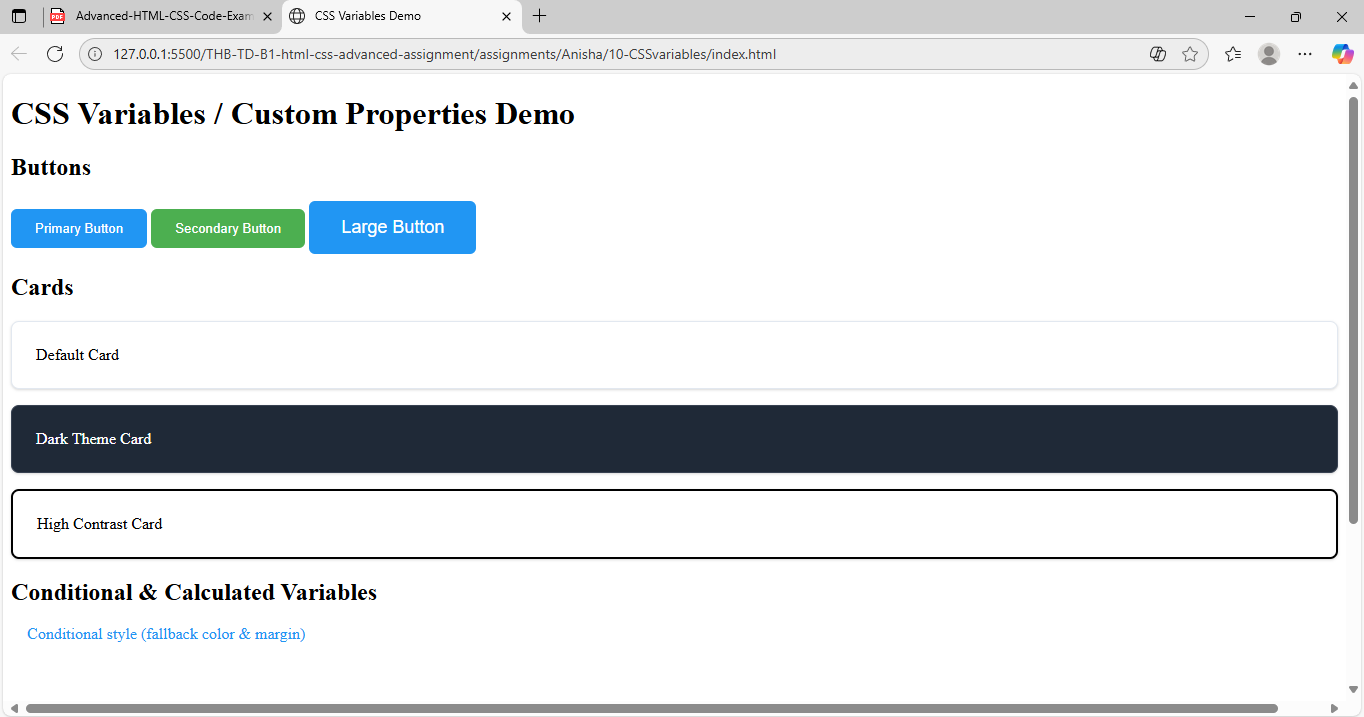 PDF
Advanced-HTML-CSS-Code-Exam
CSS Variables Demo
127.0.0.1:5500/THB-TD-B1-html-css-advanced-assignment/assignments/Anisha/10-CSSvariables/index.html
CSS Variables / Custom Properties Demo
Buttons
Primary Button Secondary Button Large Button
Cards
Default Card
Dark Theme Card
High Contrast Card
Conditional & Calculated Variables
Conditional style (fallback color & margin)